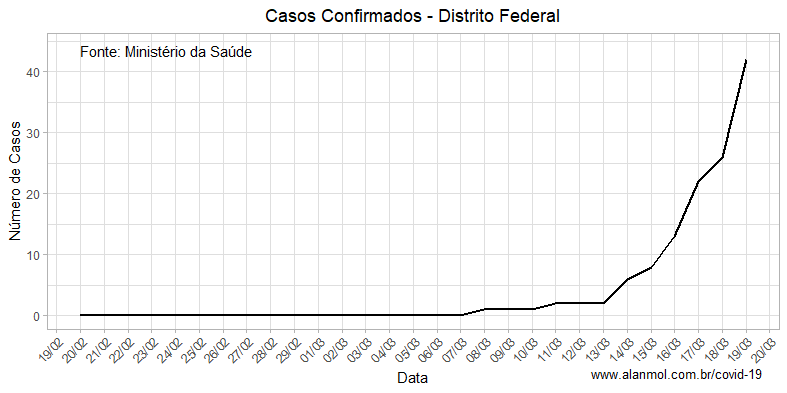 Casos Confirmados - Distrito Federal
Fonte: Ministério da Saúde
Número de Casos
40
30
20
10
0
19/02 20/02 21/02 22/02 23/02 24/02 25/02 26/02 27/02 28/02 29/02 01/03 02/03 03/03 04/03 05/03 06/03 07/03 08/03 09/03 10/03 11/03 12/03 13/03 14/03 15/03 16/03 17/03 18/03 19/03 20/03
Data
www.alanmol.com.br/covid-19